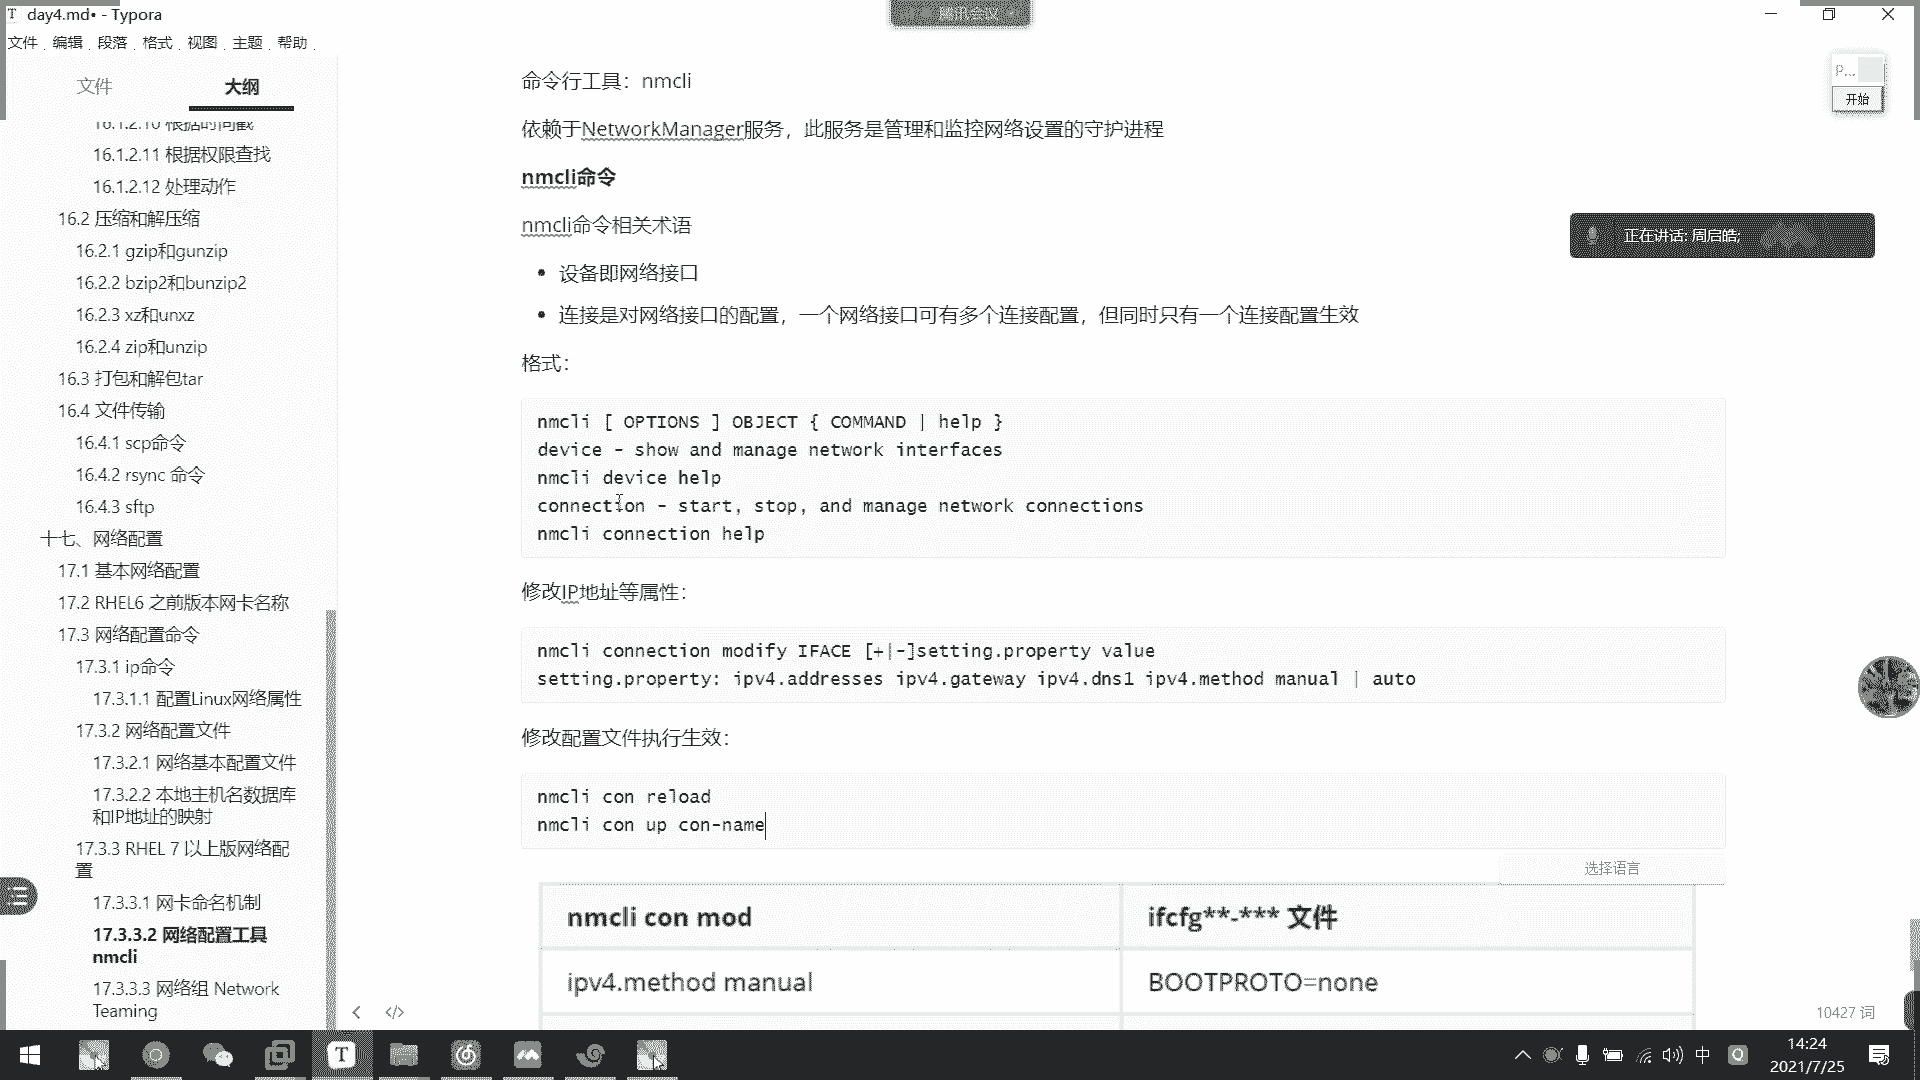 day4.md• - Typora
腾讯会议
文件 编辑 段落 格式 视图 主题 帮助
文件 大纲
16.1.2.10 根据时间戳
16.1.2.11 根据权限查找
16.1.2.12 处理动作
16.2 压缩和解压缩
16.2.1 gzip和gunzip
16.2.2 bzip2和bunzip2
16.2.3 xz和unxz
16.2.4 zip和unzip
16.3 打包和解包tar
16.4 文件传输
16.4.1 scp命令
16.4.2 rsync 命令
16.4.3 sftp
十七、网络配置
17.1 基本网络配置
17.2 RHEL6 之前版本网卡名称
17.3 网络配置命令
17.3.1 ip命令
17.3.1.1 配置Linux网络属性
17.3.2 网络配置文件
17.3.2.1 网络基本配置文件
17.3.2.2 本地主机名数据库
和IP地址的映射
17.3.3 RHEL 7 以上版网络配
置
17.3.3.1 网卡命名机制
17.3.3.2 网络配置工具
nmcli
17.3.3.3 网络组 Network
Teaming
命令行工具：nmcli
依赖于NetworkManager服务，此服务是管理和监控网络设置的守护进程
nmcli命令
nmcli命令相关术语
• 设备即网络接口
• 连接是对网络接口的配置，一个网络接口可有多个连接配置，但同时只有一个连接配置生效
格式：
nmcli [ OPTIONS ] OBJECT { COMMAND | help }
device - show and manage network interfaces
nmcli device help
connection - start, stop, and manage network connections
nmcli connection help
修改IP地址等属性：
nmcli connection modify IFACE [+|-]setting.property value
setting.property: ipv4.addresses ipv4.gateway ipv4.dns1 ipv4.method manual | auto
修改配置文件执行生效：
nmcli con reload
nmcli con up con-name
选择语言
nmcli con mod ifcfg**-*** 文件
ipv4.method manual BOOTPROTO=none
P...
开始
正在讲话: 周启皓;
10427 词
中
14:24
2021/7/25